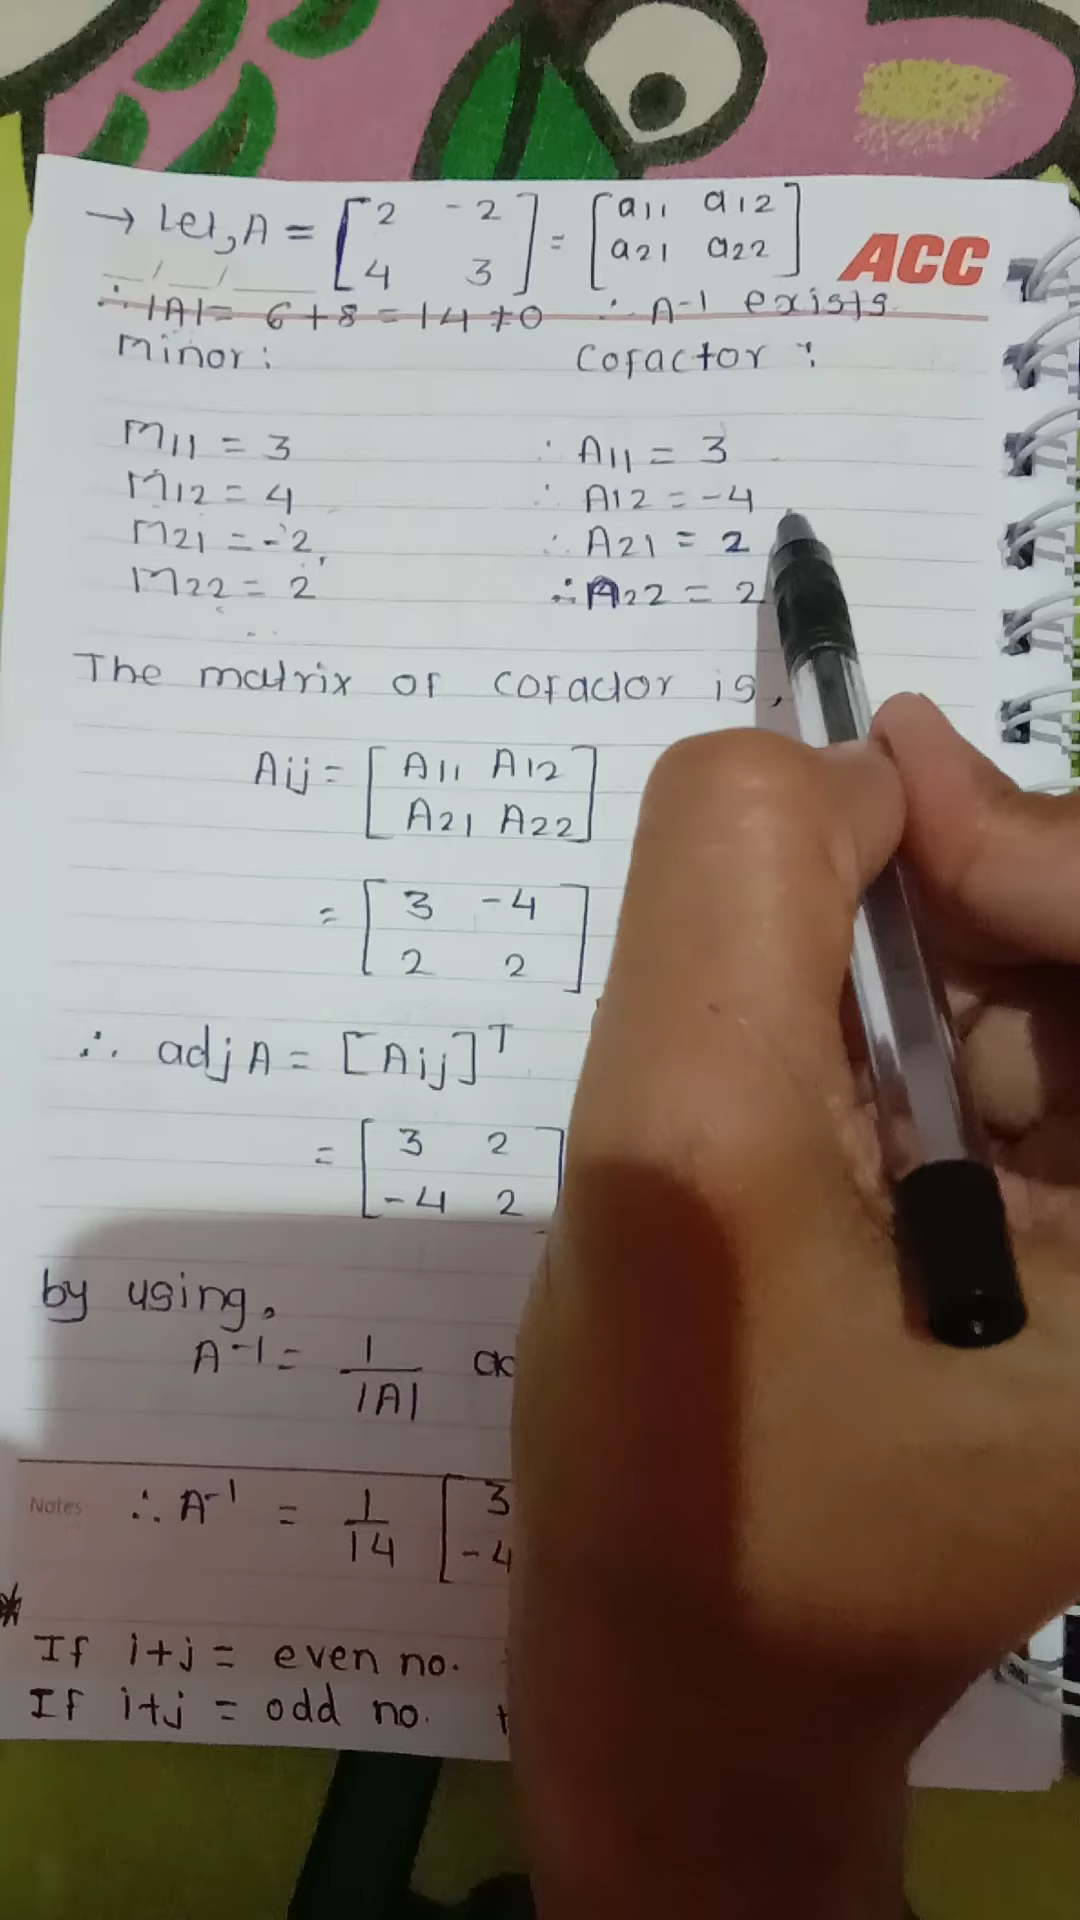 → Let, A = [2 -2 4 3] = [a11 a12 a21 a22]
ACC
∴ |A| = 6+8 = 14 ≠ 0 ∴ A-1 exists.
Minor: Cofactor :
M11 = 3 ∴ A11 = 3
M12 = 4 ∴ A12 = -4
M21 = -2, ∴ A21 = 2
M22 = 2 ∴ A22 = 2
The matrix of cofactor is,
Aij = [A11 A12
A21 A22]
= [3 -4
2 2]
∴ adj A = [Aij]T
= [3 2
-4 2]
by using,
A-1 = 1/|A|
Notes
∴ A-1 = 1/14 [3
-4
*
If i+j = even no.
If i+j = odd no.